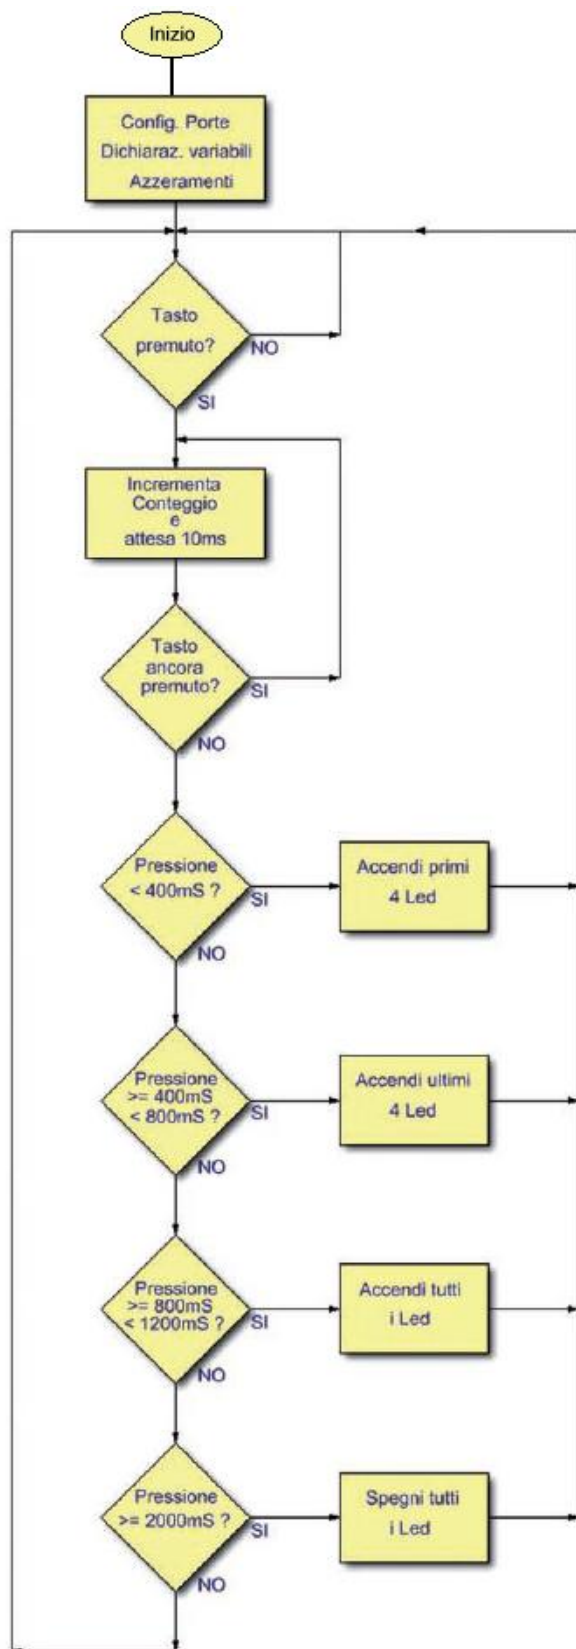 Inizio
Config. Porte
Dichiaraz. variabili
Azzeramenti
Tasto
premuto?
NO
SI
Incrementa
Conteggio
e
attesa 10ms
Tasto
ancora
premuto?
SI
NO
Pressione
< 400mS ?
SI
NO
Accendi primi
4 Led
Pressione
>= 400mS
< 800mS ?
SI
NO
Accendi ultimi
4 Led
Pressione
>= 800mS
< 1200mS ?
SI
NO
Accendi tutti
i Led
Pressione
>= 2000mS ?
SI
NO
Spegni tutti
i Led